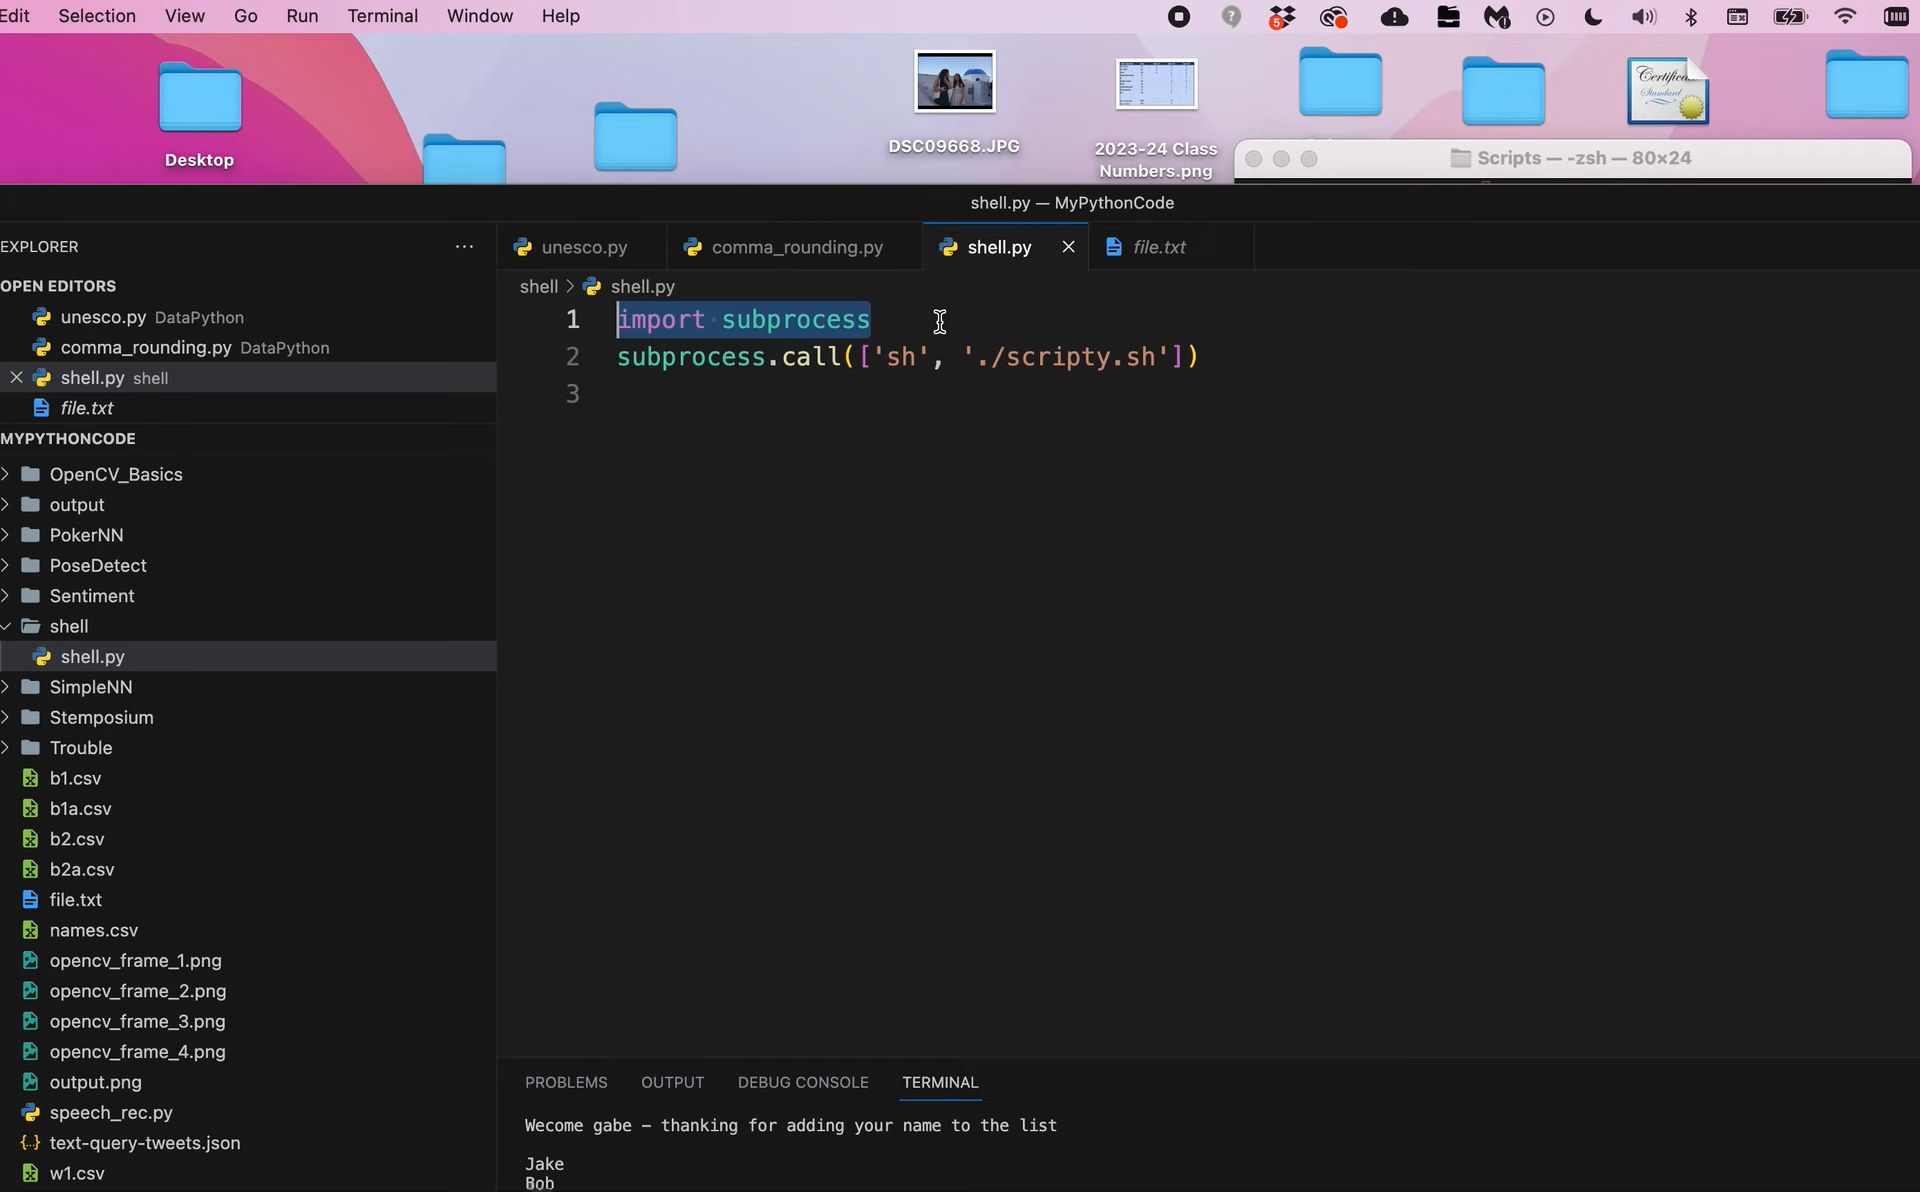 Edit Selection View Go Run Terminal Window Help
5
Desktop
DSC09668.JPG
2023-24 Class
Numbers.png
Certificate
Standard
Scripts — -zsh — 80×24
shell.py — MyPythonCode
EXPLORER ···
OPEN EDITORS
unesco.py DataPython
comma_rounding.py DataPython
shell.py shell
file.txt
MYPYTHONCODE
OpenCV_Basics
output
PokerNN
PoseDetect
Sentiment
shell
shell.py
SimpleNN
Stemposium
Trouble
b1.csv
b1a.csv
b2.csv
b2a.csv
file.txt
names.csv
opencv_frame_1.png
opencv_frame_2.png
opencv_frame_3.png
opencv_frame_4.png
output.png
speech_rec.py
text-query-tweets.json
w1.csv
unesco.py comma_rounding.py shell.py file.txt
shell > shell.py
1 import subprocess
2 subprocess.call(['sh', './scripty.sh'])
3
PROBLEMS OUTPUT DEBUG CONSOLE TERMINAL
Wecome gabe – thanking for adding your name to the list
Jake
Bob